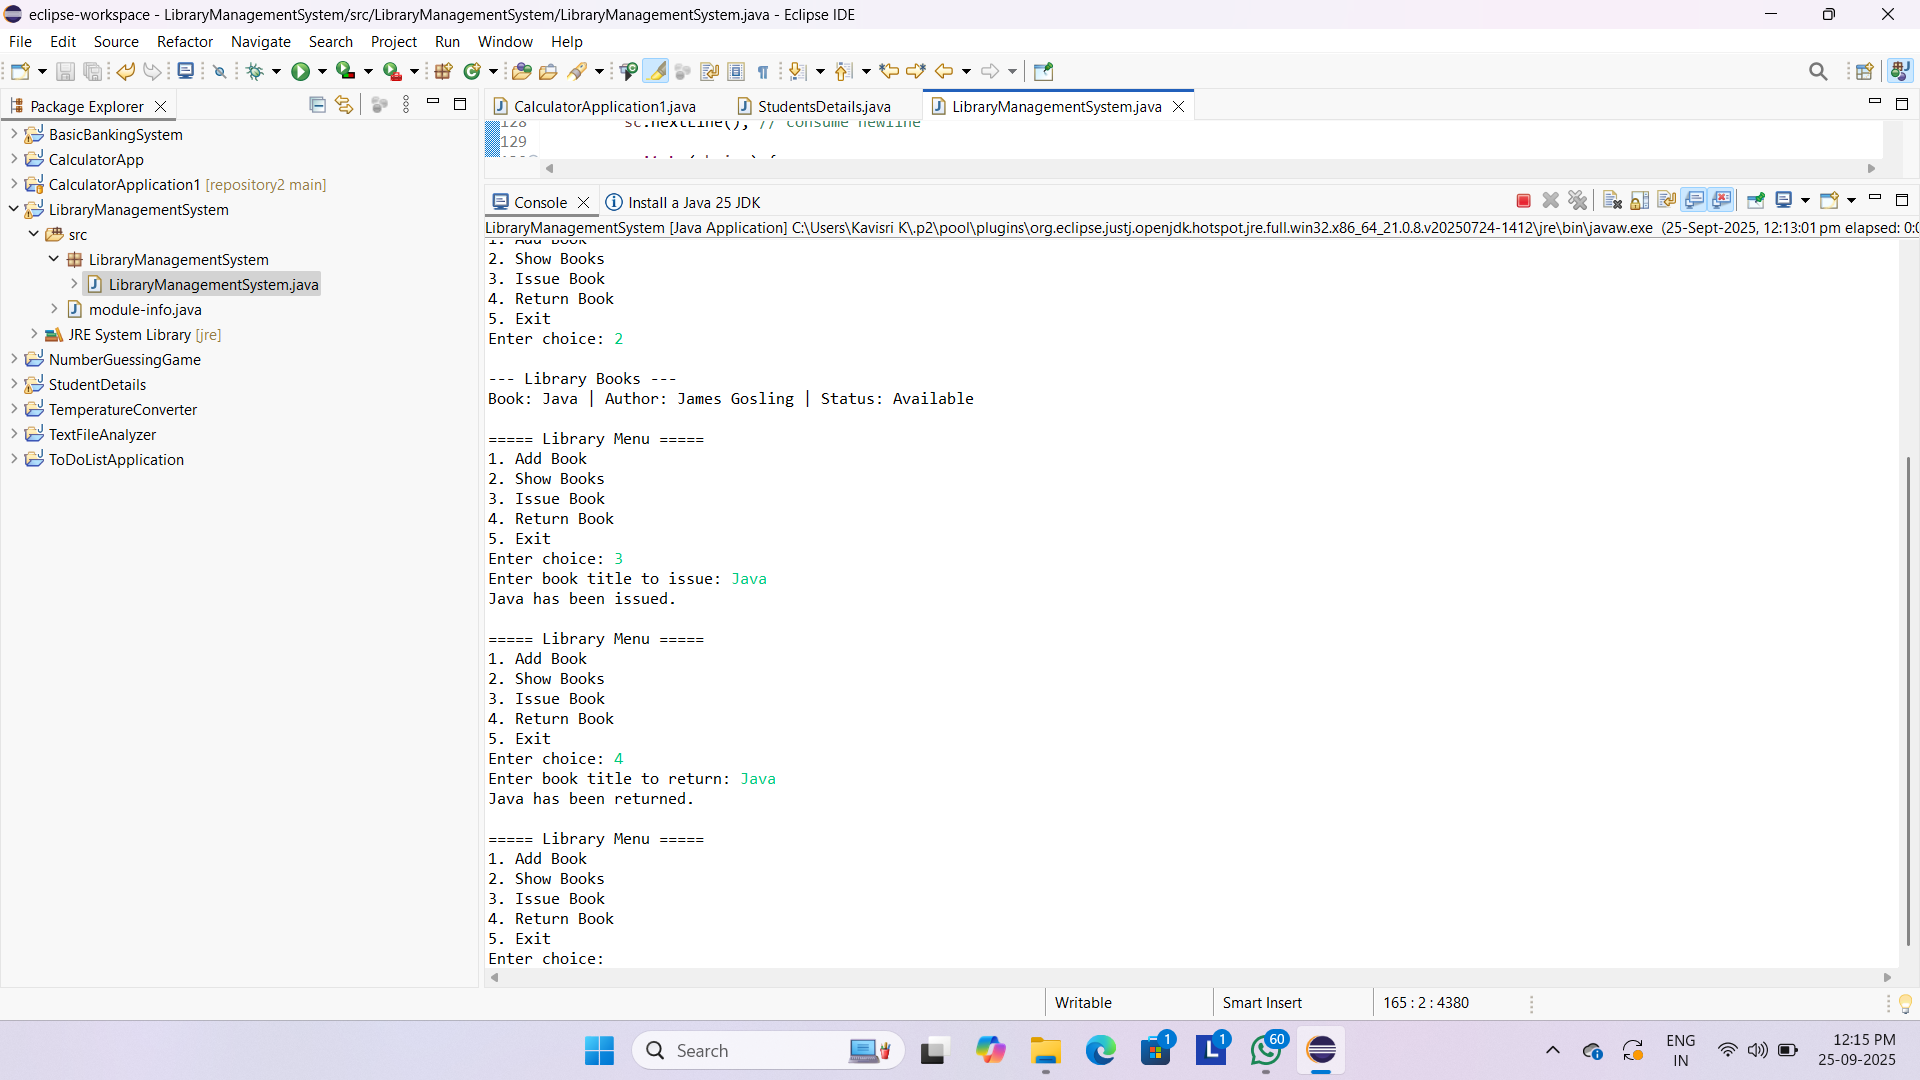 eclipse-workspace - LibraryManagementSystem/src/LibraryManagementSystem/LibraryManagementSystem.java - Eclipse IDE
File Edit Source Refactor Navigate Search Project Run Window Help
Package Explorer
BasicBankingSystem
CalculatorApp
CalculatorApplication1 [repository2 main]
LibraryManagementSystem
src
LibraryManagementSystem
LibraryManagementSystem.java
module-info.java
JRE System Library [jre]
NumberGuessingGame
StudentDetails
TemperatureConverter
TextFileAnalyzer
ToDoListApplication
CalculatorApplication1.java StudentsDetails.java LibraryManagementSystem.java
128 sc.nextLine(); // consume newline
129
Console Install a Java 25 JDK
LibraryManagementSystem [Java Application] C:\Users\Kavisri K\.p2\pool\plugins\org.eclipse.justj.openjdk.hotspot.jre.full.win32.x86_64_21.0.8.v20250724-1412\jre\bin\javaw.exe (25-Sept-2025, 12:13:01 pm elapsed: 0:0
1. Add Book
2. Show Books
3. Issue Book
4. Return Book
5. Exit
Enter choice: 2
--- Library Books ---
Book: Java | Author: James Gosling | Status: Available
===== Library Menu =====
1. Add Book
2. Show Books
3. Issue Book
4. Return Book
5. Exit
Enter choice: 3
Enter book title to issue: Java
Java has been issued.
===== Library Menu =====
1. Add Book
2. Show Books
3. Issue Book
4. Return Book
5. Exit
Enter choice: 4
Enter book title to return: Java
Java has been returned.
===== Library Menu =====
1. Add Book
2. Show Books
3. Issue Book
4. Return Book
5. Exit
Enter choice:
Writable Smart Insert 165 : 2 : 4380
Search
1
1
60
ENG
IN
12:15 PM
25-09-2025